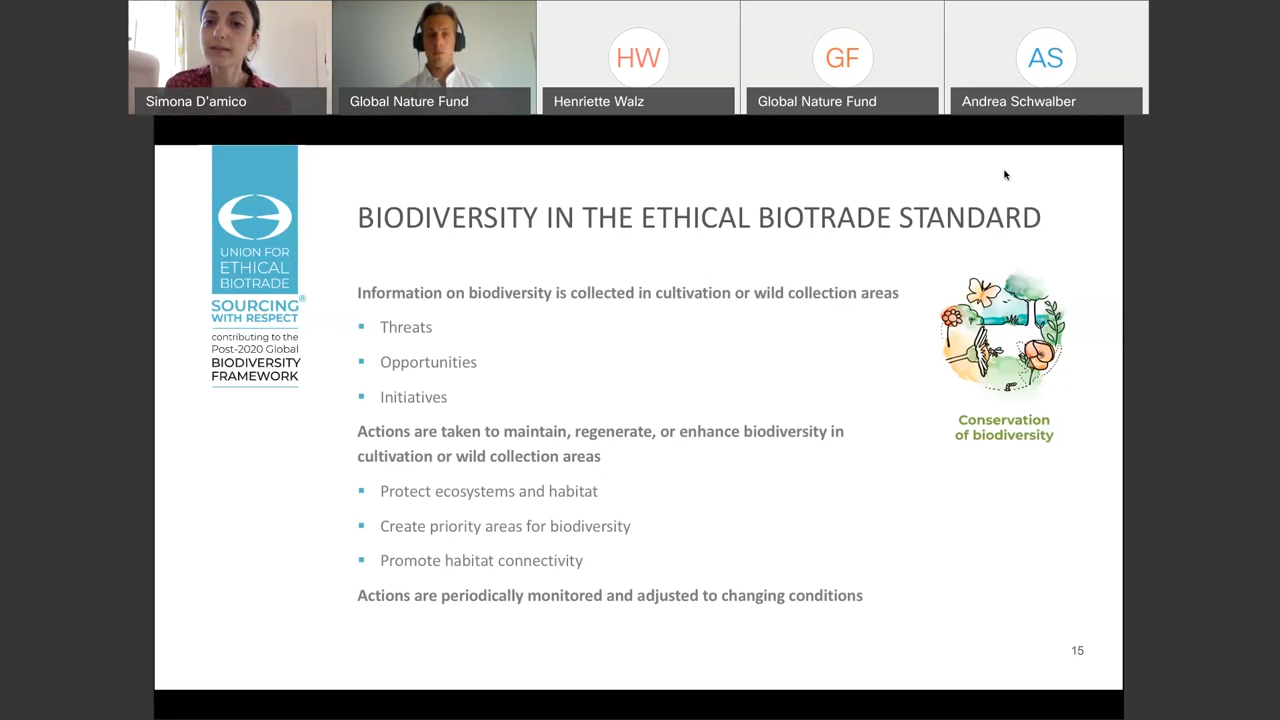 Simona D'amico
Global Nature Fund
HW
Henriette Walz
GF
Global Nature Fund
AS
Andrea Schwalber
UNION FOR
ETHICAL
BIOTRADE
SOURCING®
WITH RESPECT
contributing to the
Post-2020 Global
BIODIVERSITY
FRAMEWORK
BIODIVERSITY IN THE ETHICAL BIOTRADE STANDARD
Information on biodiversity is collected in cultivation or wild collection areas
Threats
Opportunities
Initiatives
Actions are taken to maintain, regenerate, or enhance biodiversity in
cultivation or wild collection areas
Protect ecosystems and habitat
Create priority areas for biodiversity
Promote habitat connectivity
Actions are periodically monitored and adjusted to changing conditions
Conservation
of biodiversity
15